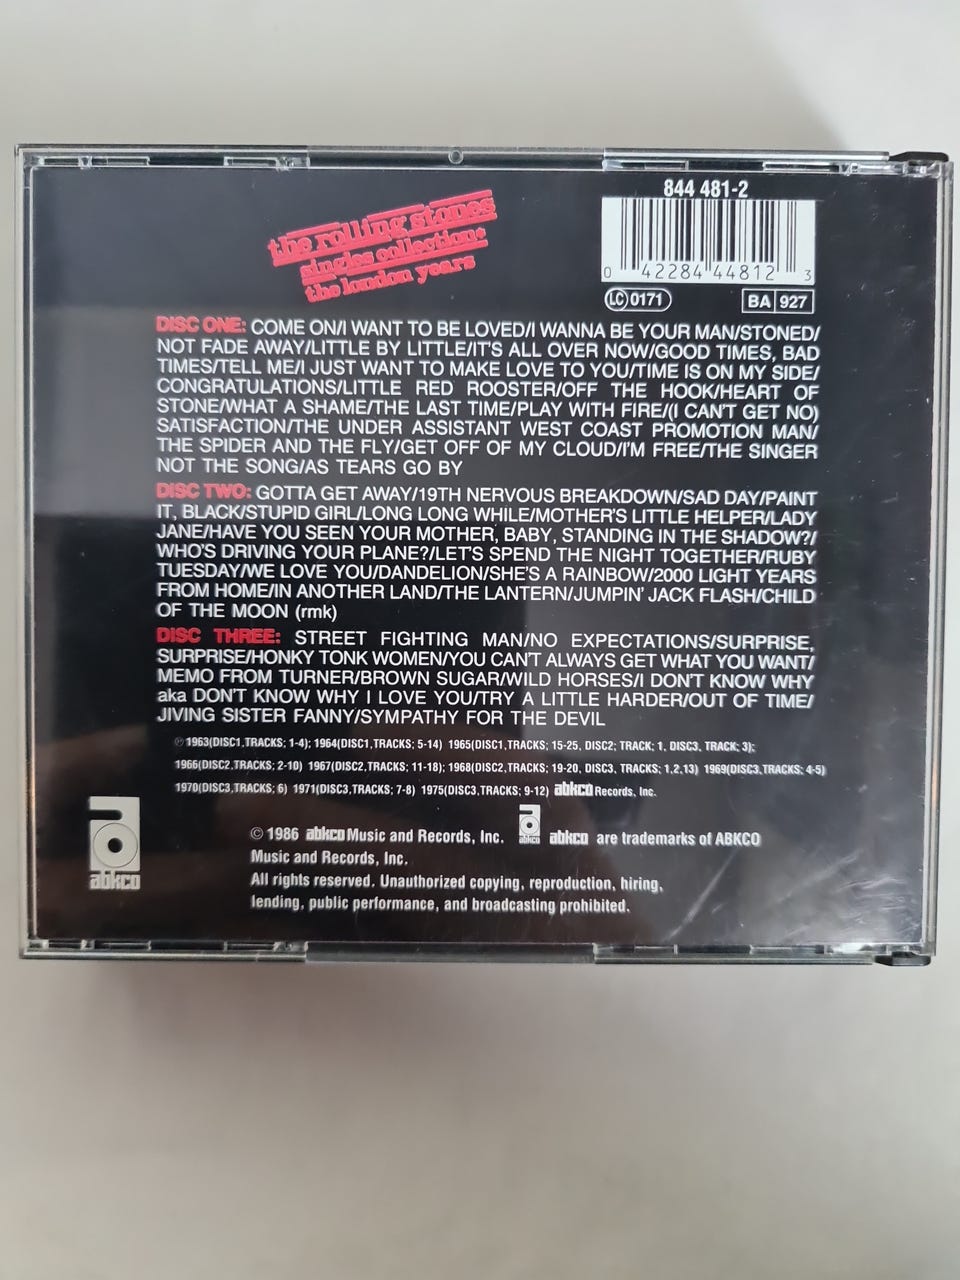 844 481-2
the rolling stones
singles collection*
the london years
0 42284 44812 3
LC 0171
BA 927
DISC ONE: COME ON/I WANT TO BE LOVED/I WANNA BE YOUR MAN/STONED/
NOT FADE AWAY/LITTLE BY LITTLE/IT'S ALL OVER NOW/GOOD TIMES, BAD
TIMES/TELL ME/I JUST WANT TO MAKE LOVE TO YOU/TIME IS ON MY SIDE/
CONGRATULATIONS/LITTLE RED ROOSTER/OFF THE HOOK/HEART OF
STONE/WHAT A SHAME/THE LAST TIME/PLAY WITH FIRE/(I CAN'T GET NO)
SATISFACTION/THE UNDER ASSISTANT WEST COAST PROMOTION MAN/
THE SPIDER AND THE FLY/GET OFF OF MY CLOUD/I'M FREE/THE SINGER
NOT THE SONG/AS TEARS GO BY
DISC TWO: GOTTA GET AWAY/19TH NERVOUS BREAKDOWN/SAD DAY/PAINT
IT, BLACK/STUPID GIRL/LONG LONG WHILE/MOTHER'S LITTLE HELPER/LADY
JANE/HAVE YOU SEEN YOUR MOTHER, BABY, STANDING IN THE SHADOW?/
WHO'S DRIVING YOUR PLANE?/LET'S SPEND THE NIGHT TOGETHER/RUBY
TUESDAY/WE LOVE YOU/DANDELION/SHE'S A RAINBOW/2000 LIGHT YEARS
FROM HOME/IN ANOTHER LAND/THE LANTERN/JUMPIN' JACK FLASH/CHILD
OF THE MOON (rmk)
DISC THREE: STREET FIGHTING MAN/NO EXPECTATIONS/SURPRISE,
SURPRISE/HONKY TONK WOMEN/YOU CAN'T ALWAYS GET WHAT YOU WANT/
MEMO FROM TURNER/BROWN SUGAR/WILD HORSES/I DON'T KNOW WHY
aka DON'T KNOW WHY I LOVE YOU/TRY A LITTLE HARDER/OUT OF TIME/
JIVING SISTER FANNY/SYMPATHY FOR THE DEVIL
℗1963(DISC1,TRACKS; 1-4); 1964(DISC1,TRACKS; 5-14) 1965(DISC1,TRACKS; 15-25, DISC2; TRACK; 1, DISC3, TRACK; 3);
1966(DISC2,TRACKS; 2-10) 1967(DISC2,TRACKS; 11-18); 1968(DISC2,TRACKS; 19-20, DISC3, TRACKS; 1,2,13) 1969(DISC3,TRACKS; 4-5)
1970(DISC3,TRACKS; 6) 1971(DISC3,TRACKS; 7-8) 1975(DISC3,TRACKS; 9-12) abkco Records, Inc.
abkco
© 1986 abkco Music and Records, Inc. abkco abkco are trademarks of ABKCO
Music and Records, Inc.
All rights reserved. Unauthorized copying, reproduction, hiring,
lending, public performance, and broadcasting prohibited.